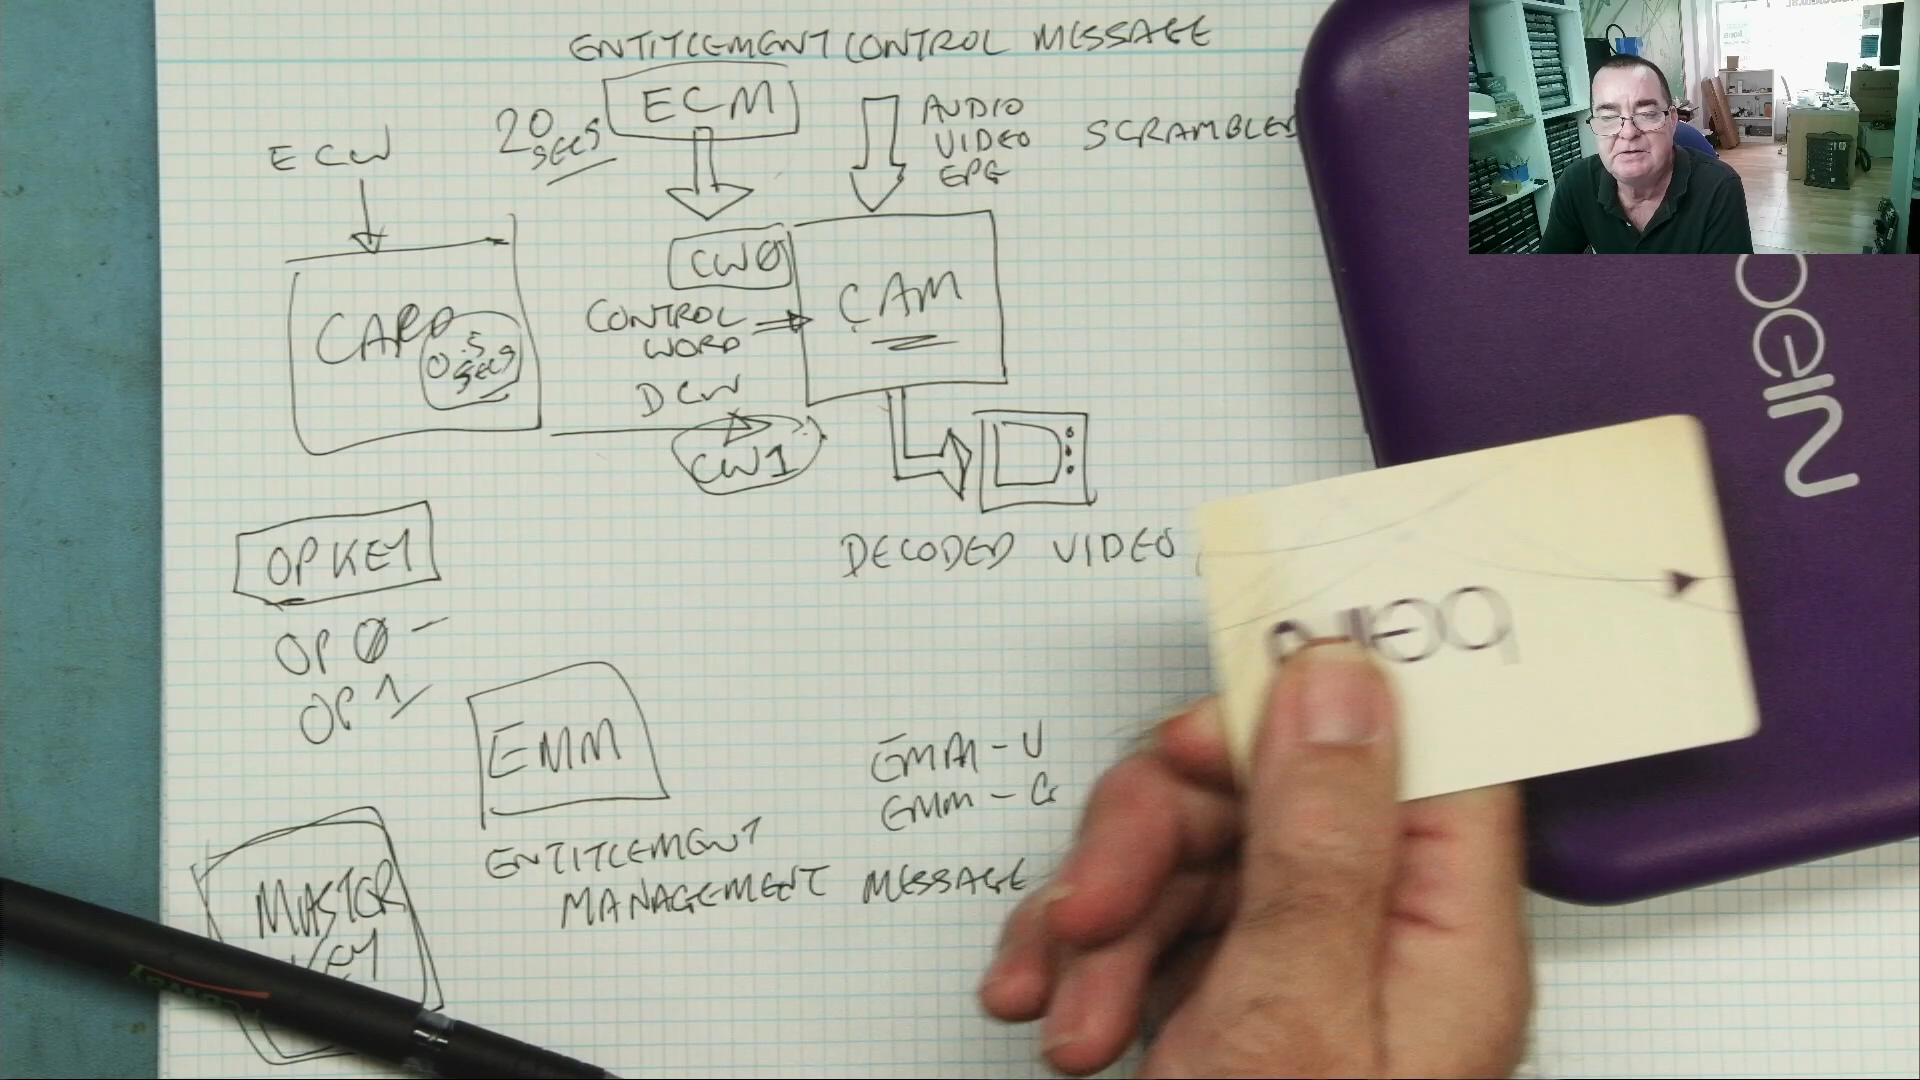 ENTITLEMENT CONTROL MESSAGE
ECM
20
SECS
ECW
AUDIO
VIDEO
EPG
SCRAMBLED
CW0
CONTROL
WORD
DCW
CW1
CAM
CARD
0.5
SECS
DECODED VIDEO
OP KEY
OP 0 -
OP 1
EMM
ENTITLEMENT
MANAGEMENT MESSAGE
EMM - U
EMM - G
MASTER
KEY
beIN
beIN